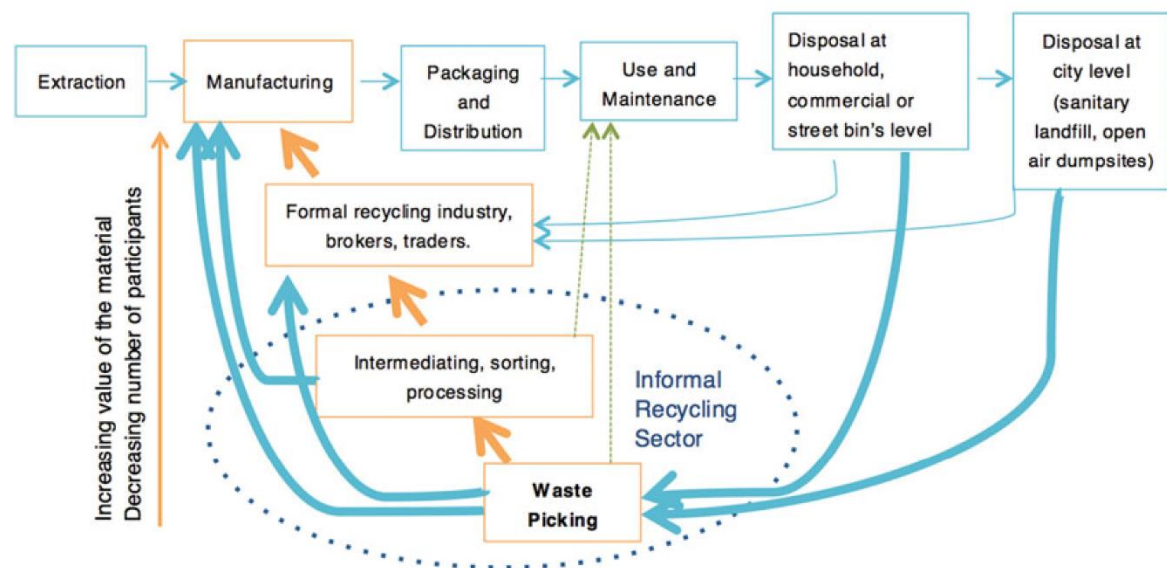 Extraction
Manufacturing
Packaging
and
Distribution
Use and
Maintenance
Disposal at
household,
commercial or
street bin's level
Disposal at
city level
(sanitary
landfill, open
air dumpsites)
Formal recycling industry,
brokers, traders.
Intermediating, sorting,
processing
Informal
Recycling
Sector
Waste
Picking
Increasing value of the material
Decreasing number of participants